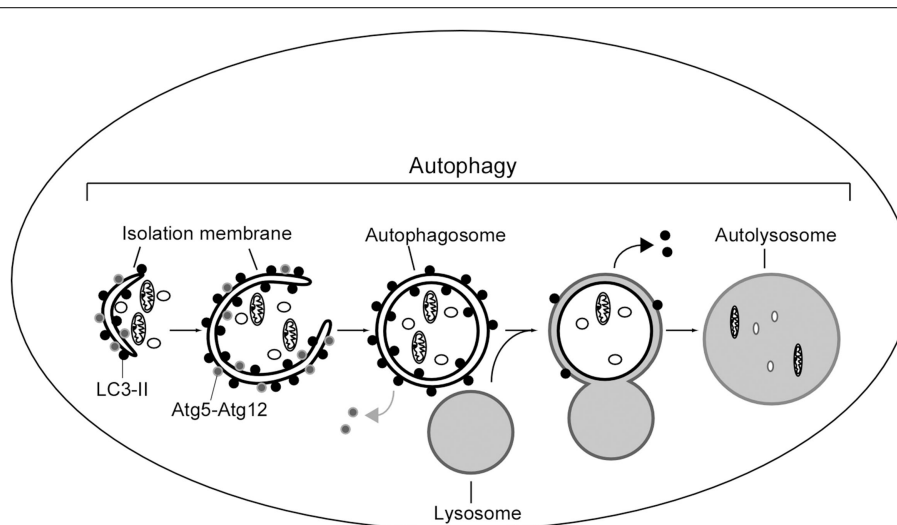 Autophagy
Isolation membrane
Autophagosome
Autolysosome
LC3-II
Atg5-Atg12
Lysosome